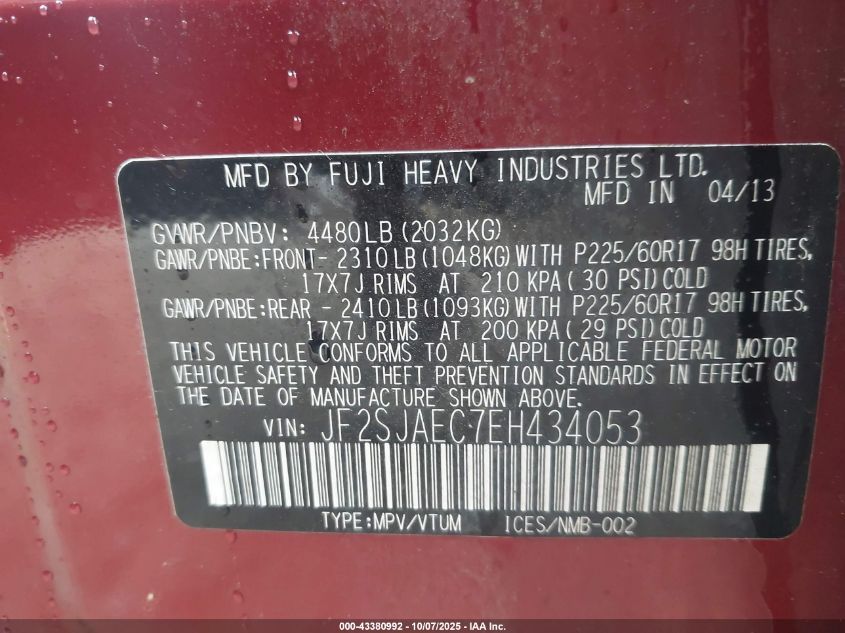 MFD BY FUJI HEAVY INDUSTRIES LTD.
MFD IN 04/13
GVWR/PNBV: 4480LB(2032KG)
GAWR/PNBE:FRONT-2310LB(1048KG)WITH P225/60R17 98H TIRES,
17X7J RIMS AT 210 KPA(30 PSI)COLD
GAWR/PNBE:REAR -2410LB(1093KG)WITH P225/60R17 98H TIRES,
17X7J RIMS AT 200 KPA(29 PSI)COLD
THIS VEHICLE CONFORMS TO ALL APPLICABLE FEDERAL MOTOR
VEHICLE SAFETY AND THEFT PREVENTION STANDARDS IN EFFECT ON
THE DATE OF MANUFACTURE SHOWN ABOVE.
VIN: JF2SJAEC7EH434053
TYPE:MPV/VTUM ICES/NMB-002
000-43380992 - 10/07/2025 - IAA, Inc.